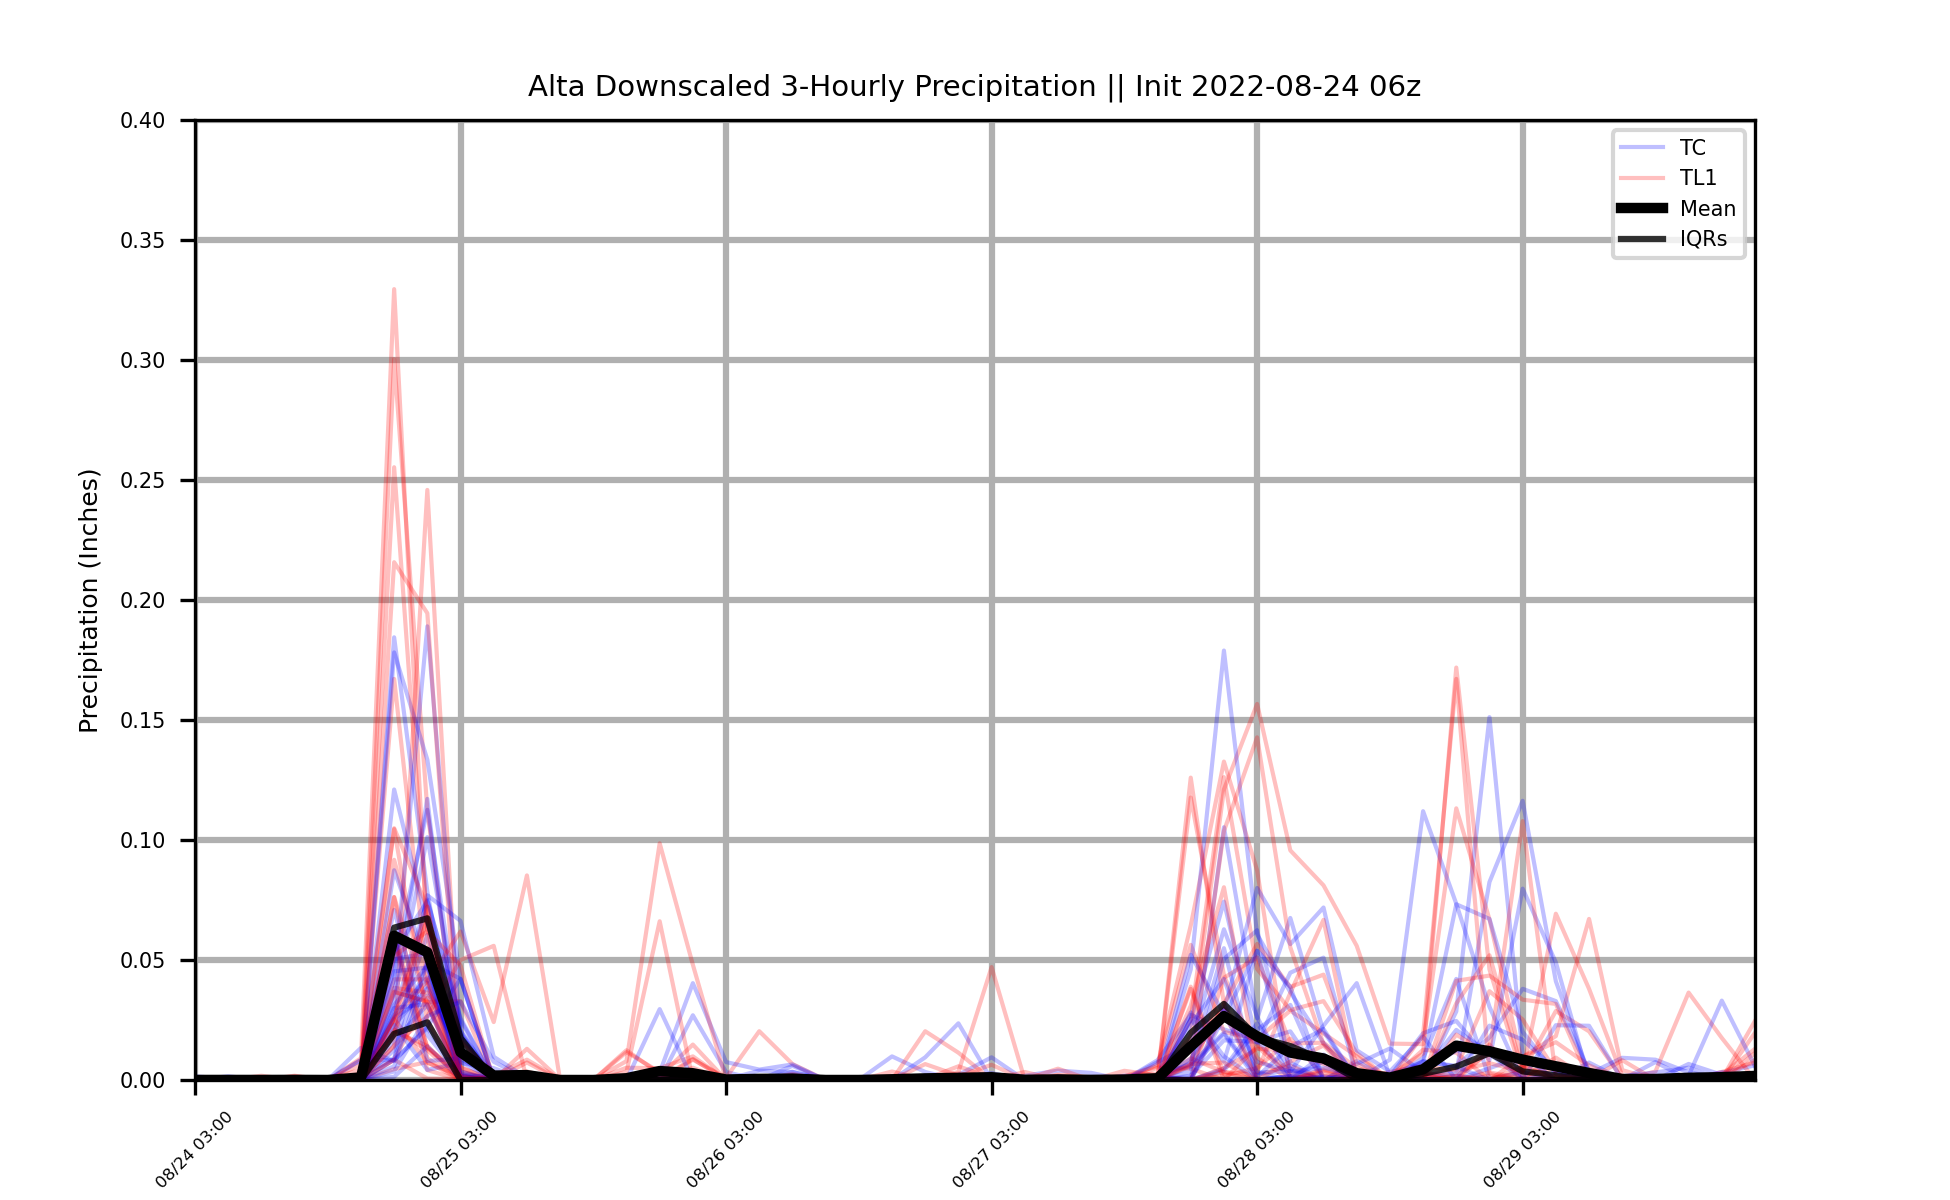 Alta Downscaled 3-Hourly Precipitation || Init 2022-08-24 06z
TC
TL1
Mean
IQRs
Precipitation (Inches)
0.40
0.35
0.30
0.25
0.20
0.15
0.10
0.05
0.00
08/24 03:00
08/25 03:00
08/26 03:00
08/27 03:00
08/28 03:00
08/29 03:00